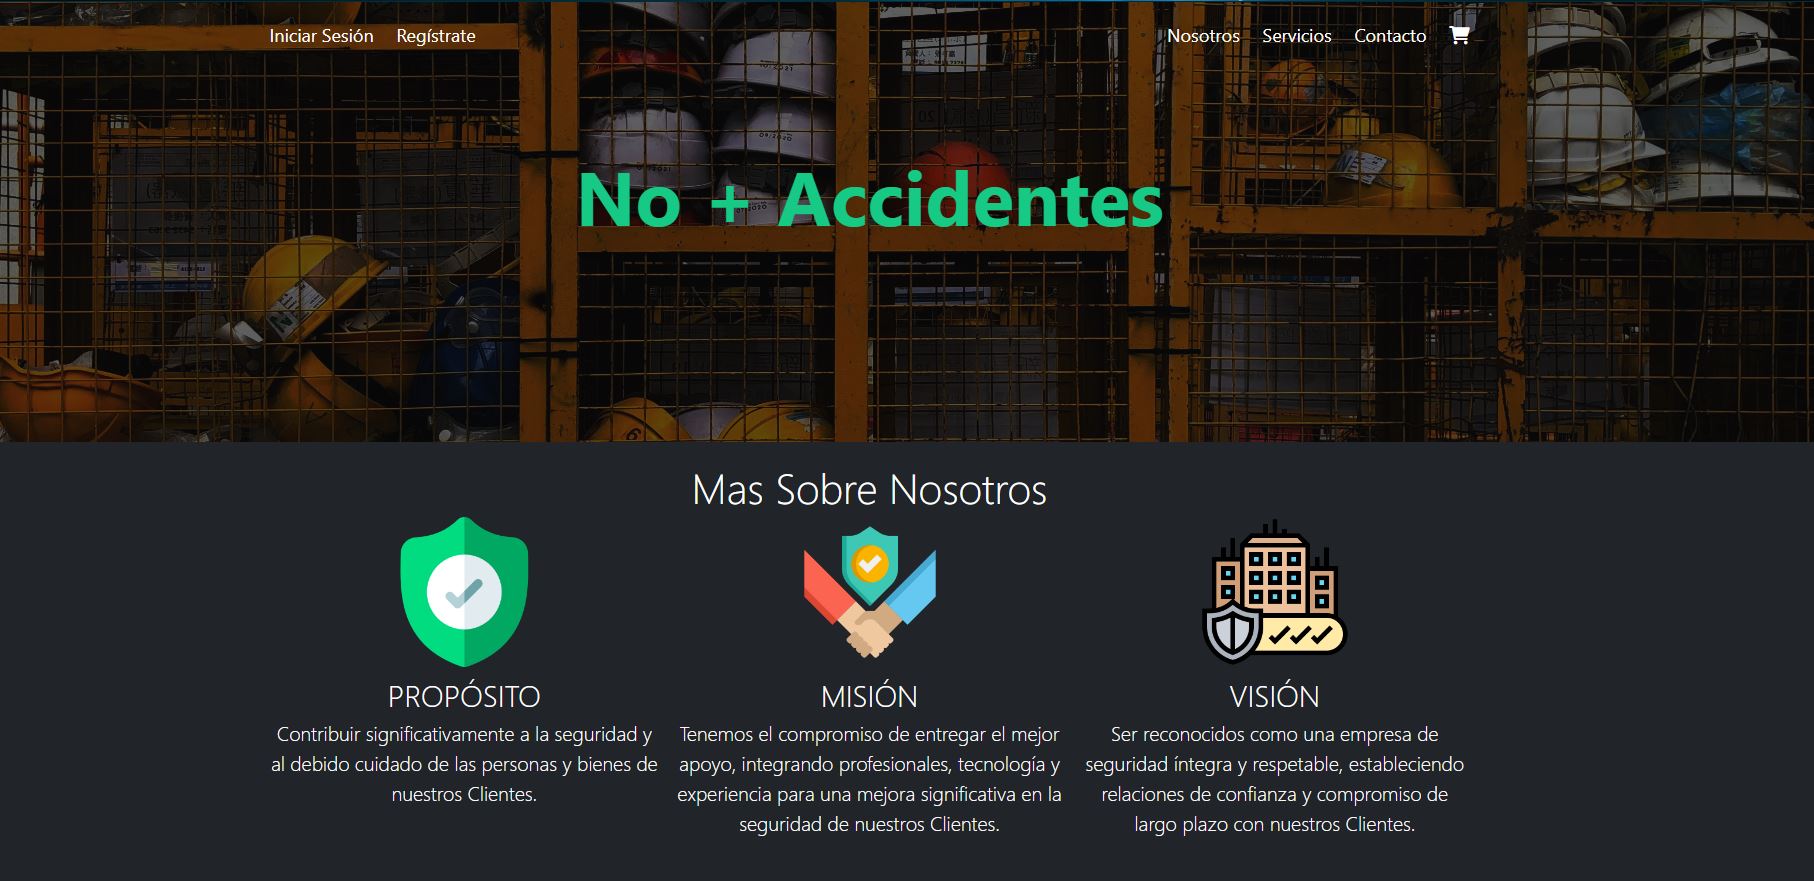 Iniciar Sesión Regístrate Nosotros Servicios Contacto
No + Accidentes
Mas Sobre Nosotros
PROPÓSITO
Contribuir significativamente a la seguridad y
al debido cuidado de las personas y bienes de
nuestros Clientes.
MISIÓN
Tenemos el compromiso de entregar el mejor
apoyo, integrando profesionales, tecnología y
experiencia para una mejora significativa en la
seguridad de nuestros Clientes.
VISIÓN
Ser reconocidos como una empresa de
seguridad íntegra y respetable, estableciendo
relaciones de confianza y compromiso de
largo plazo con nuestros Clientes.